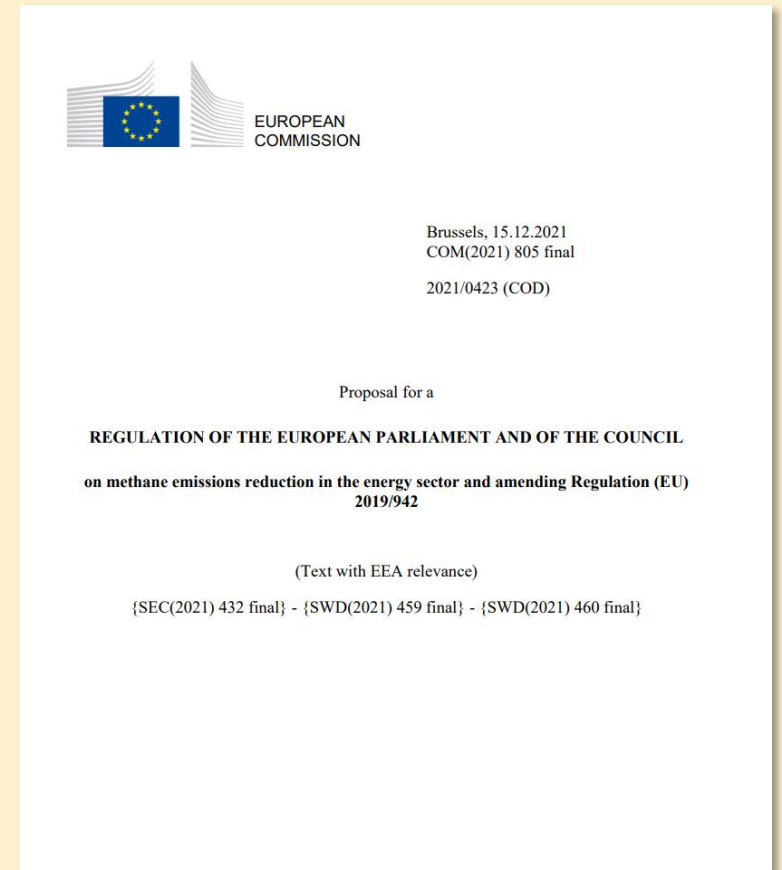 EUROPEAN
COMMISSION
Brussels, 15.12.2021
COM(2021) 805 final
2021/0423 (COD)
Proposal for a
REGULATION OF THE EUROPEAN PARLIAMENT AND OF THE COUNCIL
on methane emissions reduction in the energy sector and amending Regulation (EU)
2019/942
(Text with EEA relevance)
{SEC(2021) 432 final} - {SWD(2021) 459 final} - {SWD(2021) 460 final}